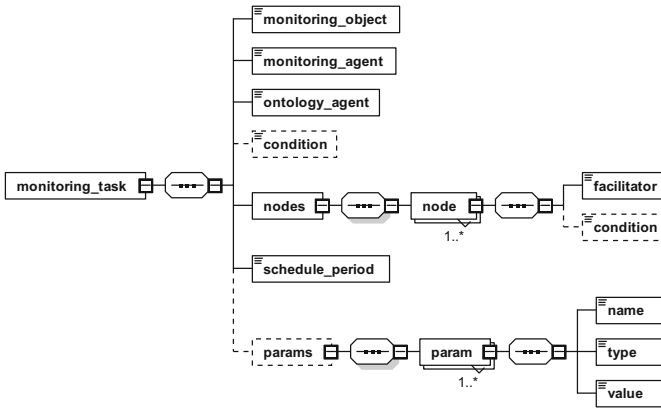 monitoring_object
monitoring_agent
ontology_agent
condition
monitoring_task
nodes
node
1..*
facilitator
condition
schedule_period
params
param
1..*
name
type
value